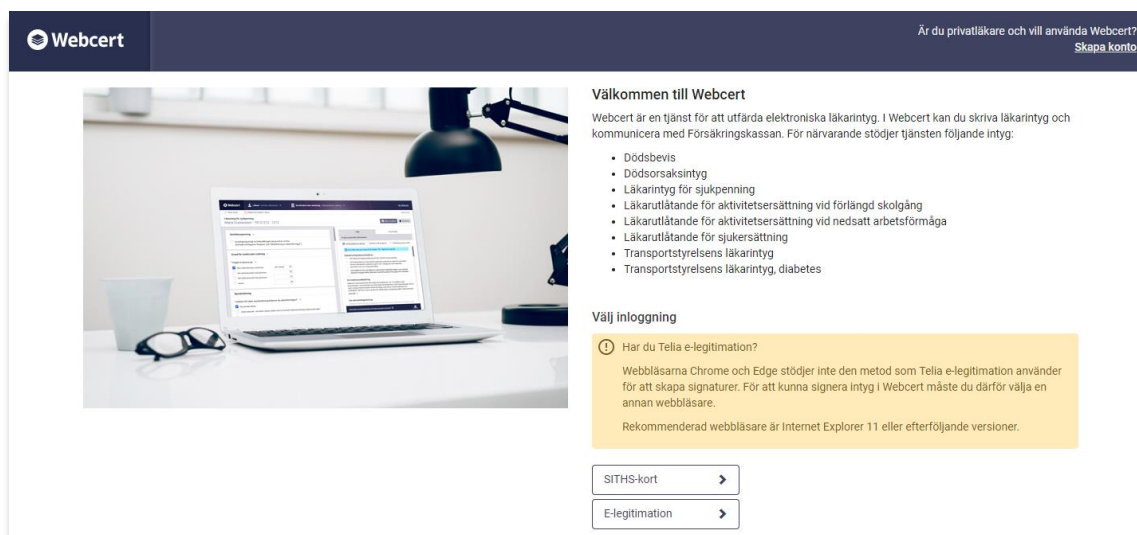 Webcert
Är du privatläkare och vill använda Webcert?
Skapa konto
Välkommen till Webcert
Webcert är en tjänst för att utfärda elektroniska läkarintyg. I Webcert kan du skriva läkarintyg och
kommunicera med Försäkringskassan. För närvarande stödjer tjänsten följande intyg:
Dödsbevis
Dödsorsaksintyg
Läkarintyg för sjukpenning
Läkarutlåtande för aktivitetsersättning vid förlängd skolgång
Läkarutlåtande för aktivitetsersättning vid nedsatt arbetsförmåga
Läkarutlåtande för sjukersättning
Transportstyrelsens läkarintyg
Transportstyrelsens läkarintyg, diabetes
Välj inloggning
Har du Telia e-legitimation?
Webbläsarna Chrome och Edge stödjer inte den metod som Telia e-legitimation använder
för att skapa signaturer. För att kunna signera intyg i Webcert måste du därför välja en
annan webbläsare.
Rekommenderad webbläsare är Internet Explorer 11 eller efterföljande versioner.
SITHS-kort
E-legitimation